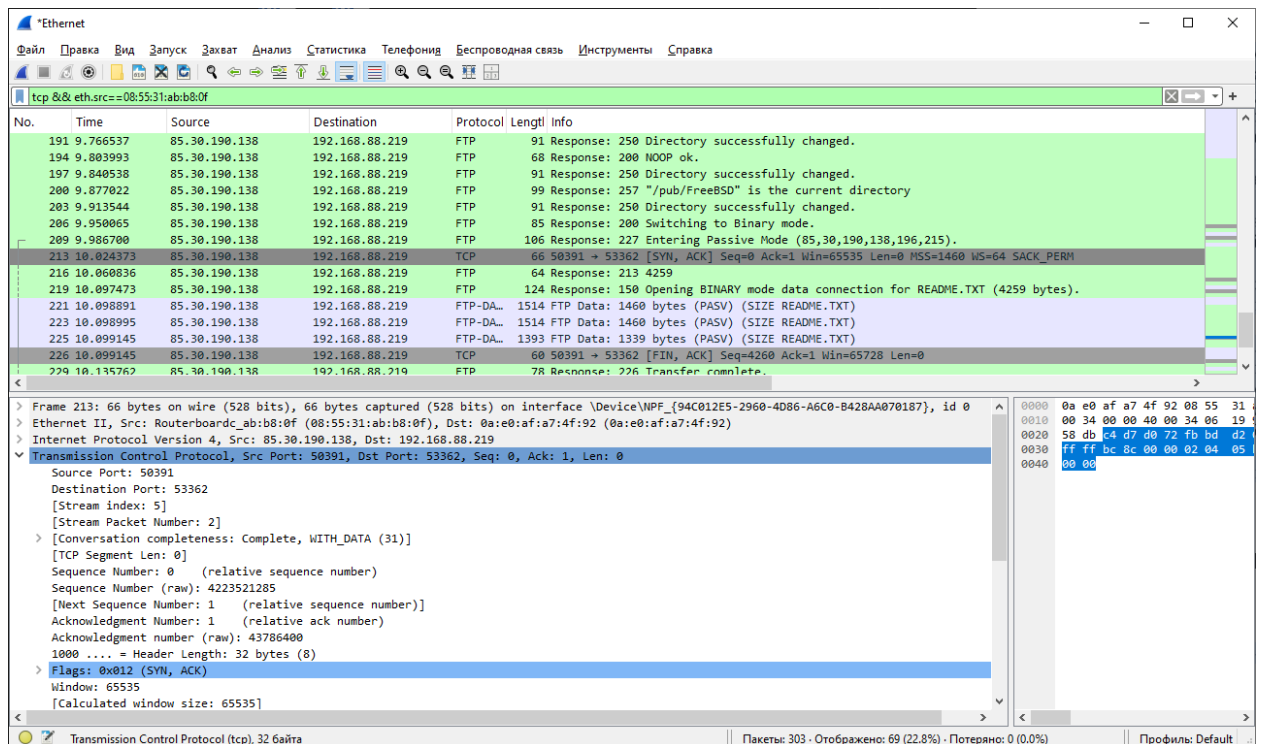 *Ethernet
Файл Правка Вид Запуск Захват Анализ Статистика Телефония Беспроводная связь Инструменты Справка
tcp && eth.src==08:55:31:ab:b8:0f
No. Time Source Destination Protocol Lengtl Info
191 9.766537 85.30.190.138 192.168.88.219 FTP 91 Response: 250 Directory successfully changed.
194 9.803993 85.30.190.138 192.168.88.219 FTP 68 Response: 200 NOOP ok.
197 9.840538 85.30.190.138 192.168.88.219 FTP 91 Response: 250 Directory successfully changed.
200 9.877022 85.30.190.138 192.168.88.219 FTP 99 Response: 257 "/pub/FreeBSD" is the current directory
203 9.913544 85.30.190.138 192.168.88.219 FTP 91 Response: 250 Directory successfully changed.
206 9.950065 85.30.190.138 192.168.88.219 FTP 85 Response: 200 Switching to Binary mode.
209 9.986700 85.30.190.138 192.168.88.219 FTP 106 Response: 227 Entering Passive Mode (85,30,190,138,196,215).
213 10.024373 85.30.190.138 192.168.88.219 TCP 66 50391 → 53362 [SYN, ACK] Seq=0 Ack=1 Win=65535 Len=0 MSS=1460 WS=64 SACK_PERM
216 10.060836 85.30.190.138 192.168.88.219 FTP 64 Response: 213 4259
219 10.097473 85.30.190.138 192.168.88.219 FTP 124 Response: 150 Opening BINARY mode data connection for README.TXT (4259 bytes).
221 10.098891 85.30.190.138 192.168.88.219 FTP-DA… 1514 FTP Data: 1460 bytes (PASV) (SIZE README.TXT)
223 10.098995 85.30.190.138 192.168.88.219 FTP-DA… 1514 FTP Data: 1460 bytes (PASV) (SIZE README.TXT)
225 10.099145 85.30.190.138 192.168.88.219 FTP-DA… 1393 FTP Data: 1339 bytes (PASV) (SIZE README.TXT)
226 10.099145 85.30.190.138 192.168.88.219 TCP 60 50391 → 53362 [FIN, ACK] Seq=4260 Ack=1 Win=65728 Len=0
229 10.135762 85.30.190.138 192.168.88.219 FTP 78 Response: 226 Transfer complete.
Frame 213: 66 bytes on wire (528 bits), 66 bytes captured (528 bits) on interface \Device\NPF_{94C012E5-2960-4D86-A6C0-B428AA070187}, id 0
Ethernet II, Src: Routerboardc_ab:b8:0f (08:55:31:ab:b8:0f), Dst: 0a:e0:af:a7:4f:92 (0a:e0:af:a7:4f:92)
Internet Protocol Version 4, Src: 85.30.190.138, Dst: 192.168.88.219
Transmission Control Protocol, Src Port: 50391, Dst Port: 53362, Seq: 0, Ack: 1, Len: 0
Source Port: 50391
Destination Port: 53362
[Stream index: 5]
[Stream Packet Number: 2]
[Conversation completeness: Complete, WITH_DATA (31)]
[TCP Segment Len: 0]
Sequence Number: 0 (relative sequence number)
Sequence Number (raw): 4223521285
[Next Sequence Number: 1 (relative sequence number)]
Acknowledgment Number: 1 (relative ack number)
Acknowledgment number (raw): 43786400
1000 .... = Header Length: 32 bytes (8)
Flags: 0x012 (SYN, ACK)
Window: 65535
[Calculated window size: 65535]
0000 0a e0 af a7 4f 92 08 55 31
0010 00 34 00 00 40 00 34 06 19
0020 58 db c4 d7 d0 72 fb bd d2
0030 ff ff bc 8c 00 00 02 04 05
0040 00 00
Transmission Control Protocol (tcp), 32 байта Пакеты: 303 · Отображено: 69 (22.8%) · Потеряно: 0 (0.0%) Профиль: Default